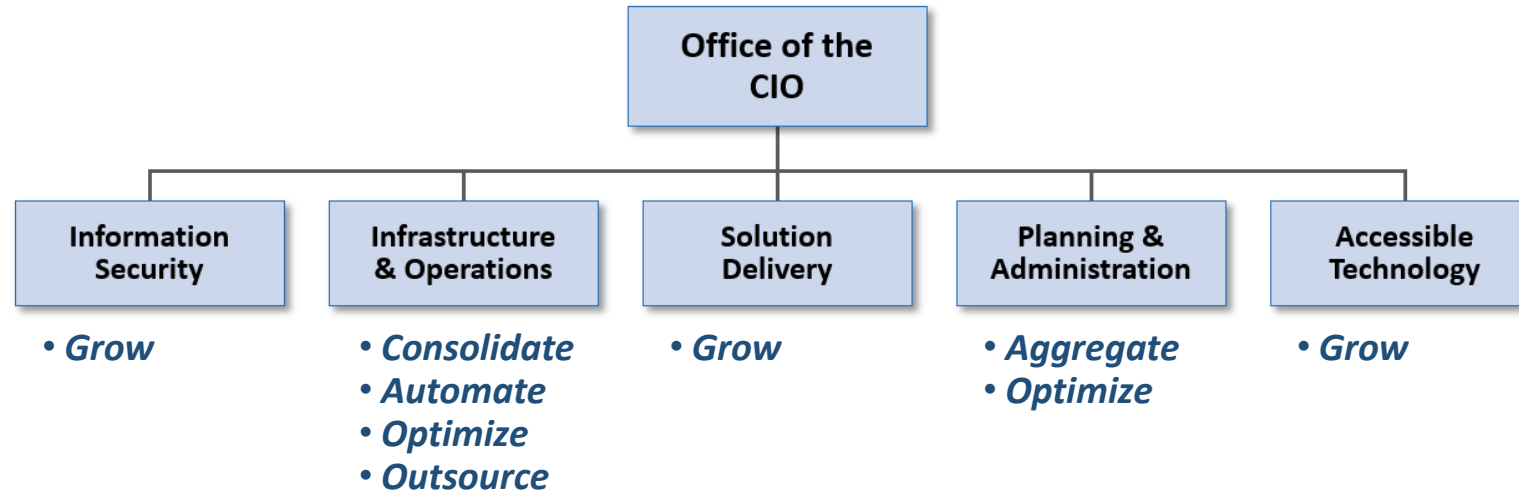 Office of the
CIO
Information
Security
Infrastructure
& Operations
Solution
Delivery
Planning &
Administration
Accessible
Technology
• Grow
• Consolidate
• Automate
• Optimize
• Outsource
• Grow
• Aggregate
• Optimize
• Grow